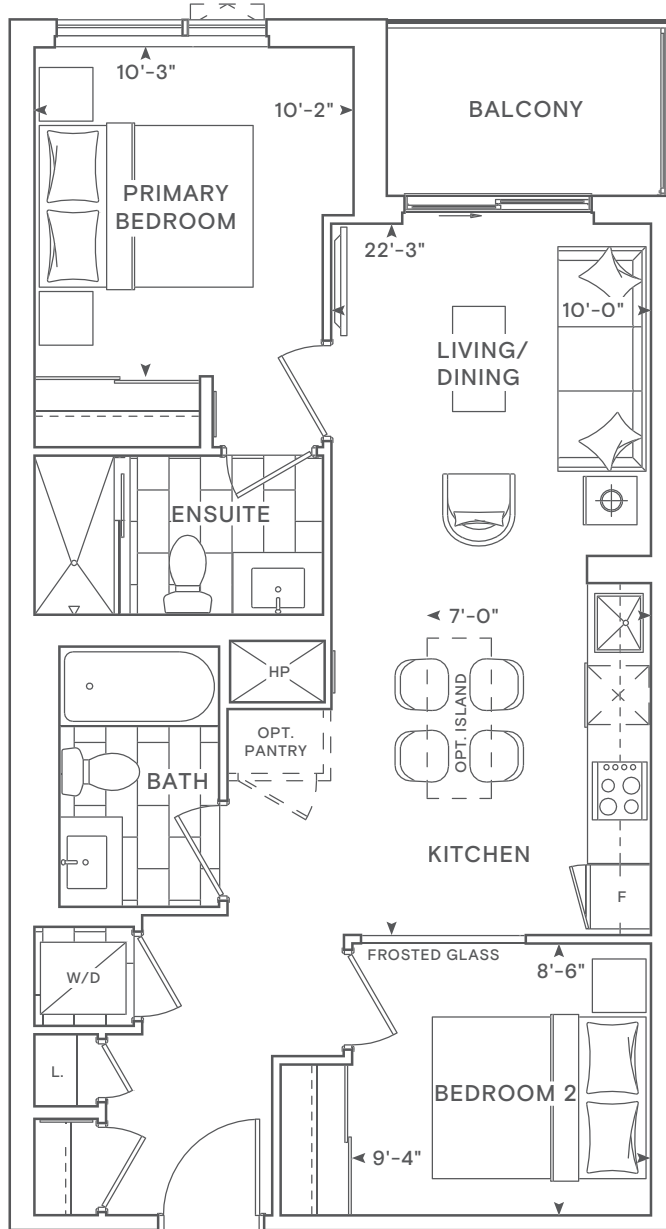 10'-3"
10'-2"
BALCONY
PRIMARY
BEDROOM
22'-3"
10'-0"
LIVING/
DINING
ENSUITE
7'-0"
HP
OPT. ISLAND
OPT.
PANTRY
BATH
KITCHEN
F
FROSTED GLASS
8'-6"
W/D
L.
BEDROOM 2
9'-4"